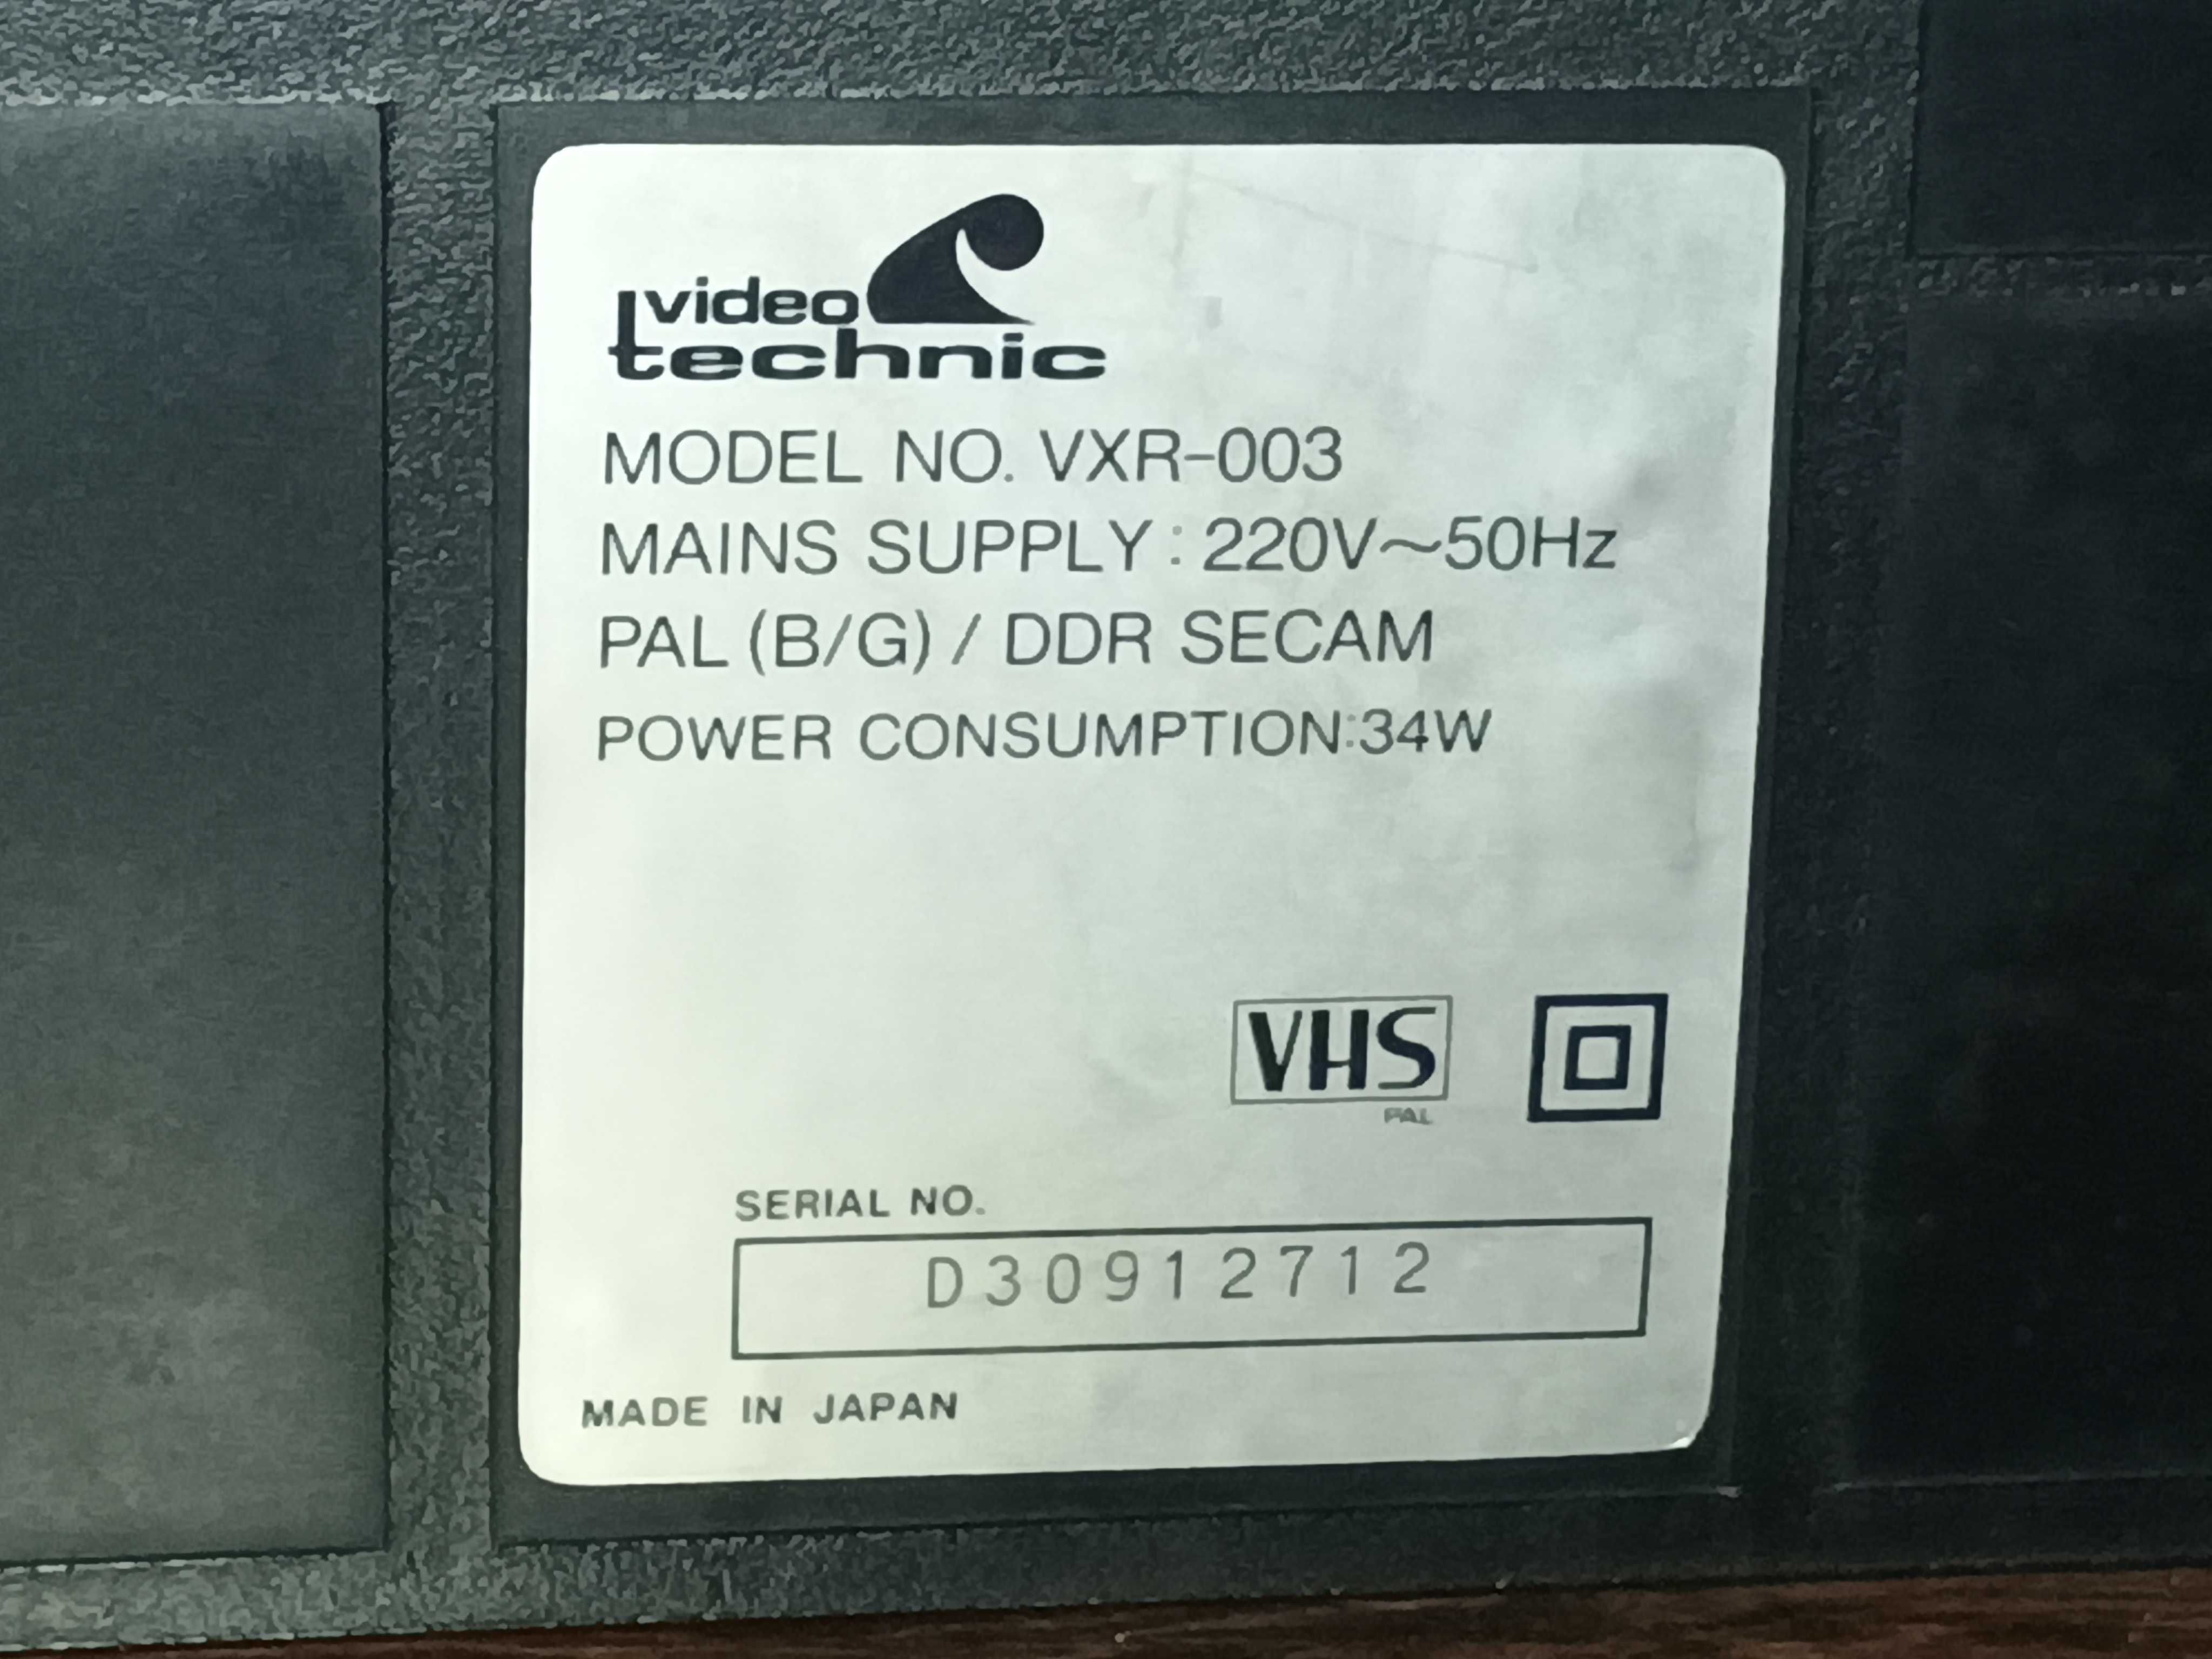 video
technic
MODEL NO. VXR-003
MAINS SUPPLY : 220V~50Hz
PAL (B/G) / DDR SECAM
POWER CONSUMPTION:34W
VHS
PAL
SERIAL NO.
D30912712
MADE IN JAPAN